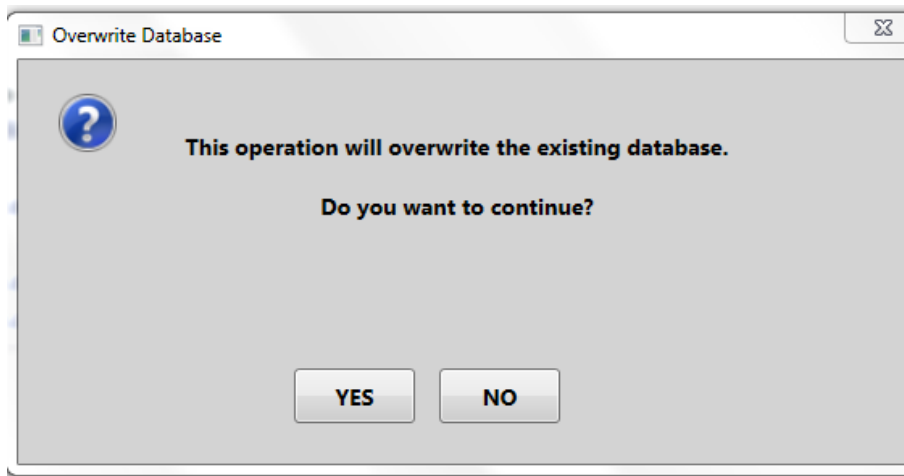 Overwrite Database
This operation will overwrite the existing database.
Do you want to continue?
YES NO